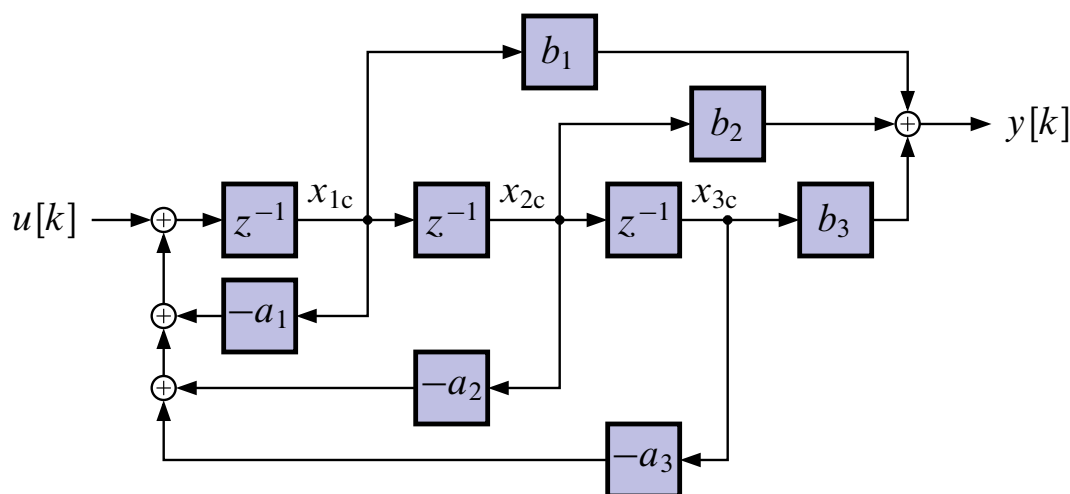 b₁
b₂
y[k]
u[k]
z⁻¹
x₁c
z⁻¹
x₂c
z⁻¹
x₃c
b₃
−a₁
−a₂
−a₃